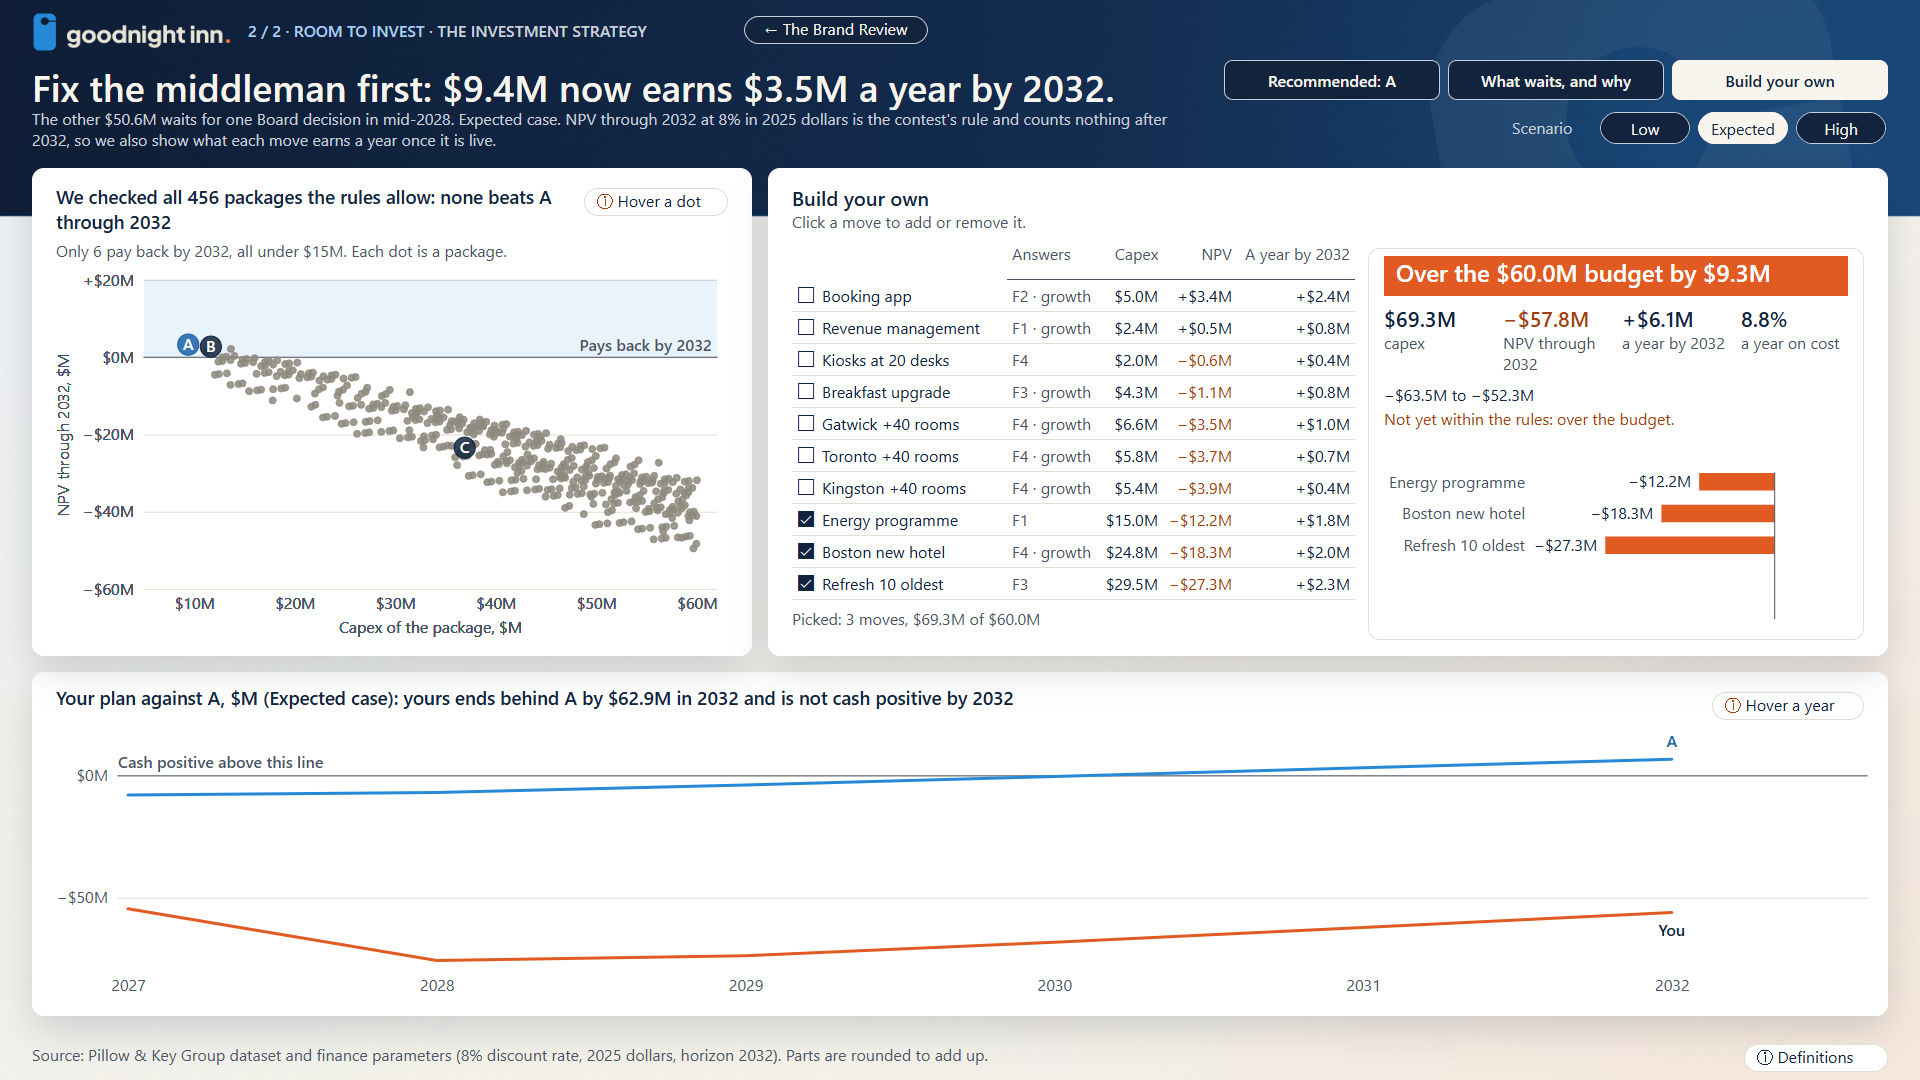 goodnight inn.
2 / 2 · ROOM TO INVEST · THE INVESTMENT STRATEGY
← The Brand Review
Fix the middleman first: $9.4M now earns $3.5M a year by 2032.
The other $50.6M waits for one Board decision in mid-2028. Expected case. NPV through 2032 at 8% in 2025 dollars is the contest's rule and counts nothing after
2032, so we also show what each move earns a year once it is live.
Recommended: A
What waits, and why
Build your own
Scenario
Low
Expected
High
We checked all 456 packages the rules allow: none beats A
through 2032
ⓘ Hover a dot
Only 6 pay back by 2032, all under $15M. Each dot is a package.
NPV through 2032, $M
+$20M
$0M
−$20M
−$40M
−$60M
A
B
C
Pays back by 2032
$10M
$20M
$30M
$40M
$50M
$60M
Capex of the package, $M
Build your own
Click a move to add or remove it.
Answers Capex NPV A year by 2032
Booking app F2 · growth $5.0M +$3.4M +$2.4M
Revenue management F1 · growth $2.4M +$0.5M +$0.8M
Kiosks at 20 desks F4 $2.0M −$0.6M +$0.4M
Breakfast upgrade F3 · growth $4.3M −$1.1M +$0.8M
Gatwick +40 rooms F4 · growth $6.6M −$3.5M +$1.0M
Toronto +40 rooms F4 · growth $5.8M −$3.7M +$0.7M
Kingston +40 rooms F4 · growth $5.4M −$3.9M +$0.4M
Energy programme F1 $15.0M −$12.2M +$1.8M
Boston new hotel F4 · growth $24.8M −$18.3M +$2.0M
Refresh 10 oldest F3 $29.5M −$27.3M +$2.3M
Picked: 3 moves, $69.3M of $60.0M
Over the $60.0M budget by $9.3M
$69.3M −$57.8M +$6.1M 8.8%
capex NPV through a year by 2032 a year on cost
2032
−$63.5M to −$52.3M
Not yet within the rules: over the budget.
Energy programme −$12.2M
Boston new hotel −$18.3M
Refresh 10 oldest −$27.3M
Your plan against A, $M (Expected case): yours ends behind A by $62.9M in 2032 and is not cash positive by 2032
ⓘ Hover a year
A
Cash positive above this line
$0M
−$50M
You
2027
2028
2029
2030
2031
2032
Source: Pillow & Key Group dataset and finance parameters (8% discount rate, 2025 dollars, horizon 2032). Parts are rounded to add up.
ⓘ Definitions